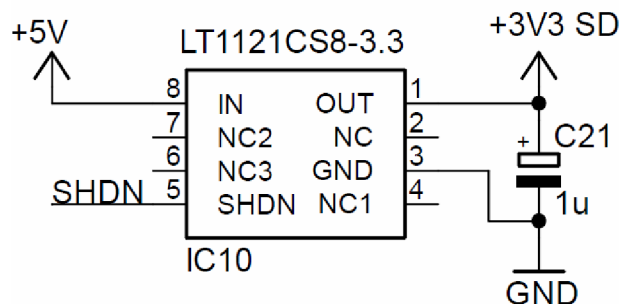 +5V
LT1121CS8-3.3
+3V3 SD
8 IN OUT 1
7 NC2 NC 2
6 NC3 GND 3
SHDN 5 SHDN NC1 4
+ C21
1u
IC10
GND